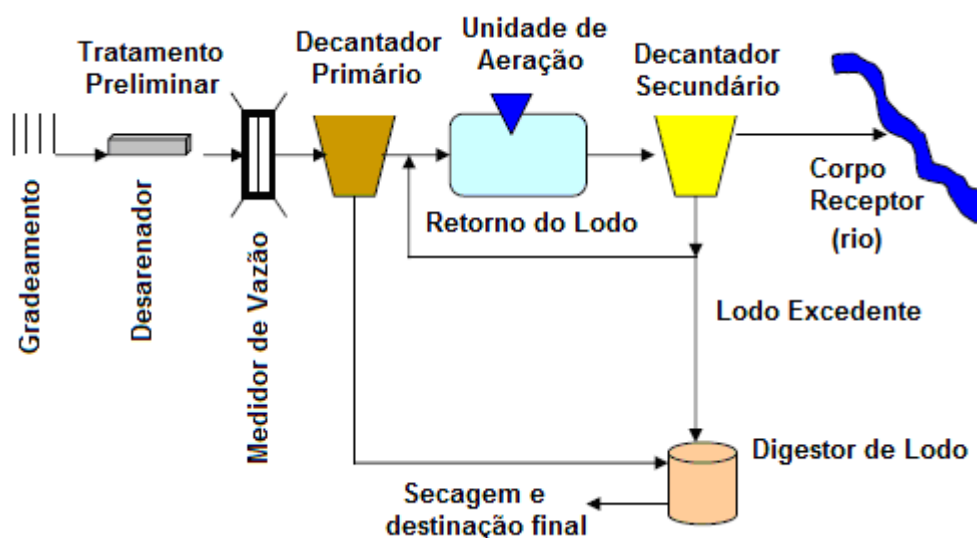 Tratamento
Preliminar
Decantador
Primário
Unidade de
Aeração
Decantador
Secundário
Gradeamento
Desarenador
Medidor de Vazão
Retorno do Lodo
Corpo
Receptor
(rio)
Lodo Excedente
Digestor de Lodo
Secagem e
destinação final